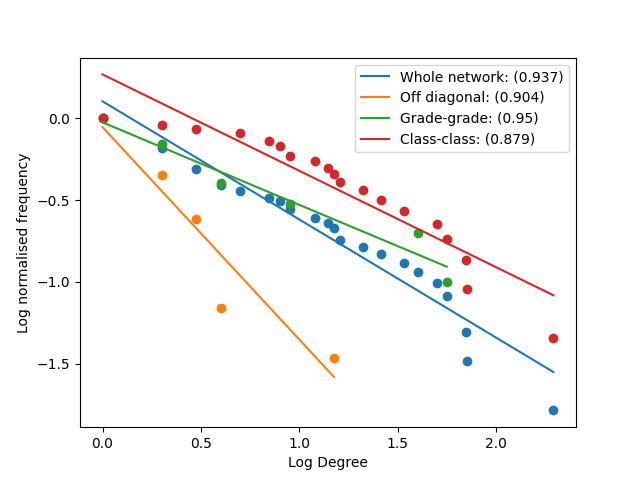 Whole network: (0.937)
Off diagonal: (0.904)
Grade-grade: (0.95)
Class-class: (0.879)
Log normalised frequency
0.0
−0.5
−1.0
−1.5
0.0 0.5 1.0 1.5 2.0
Log Degree